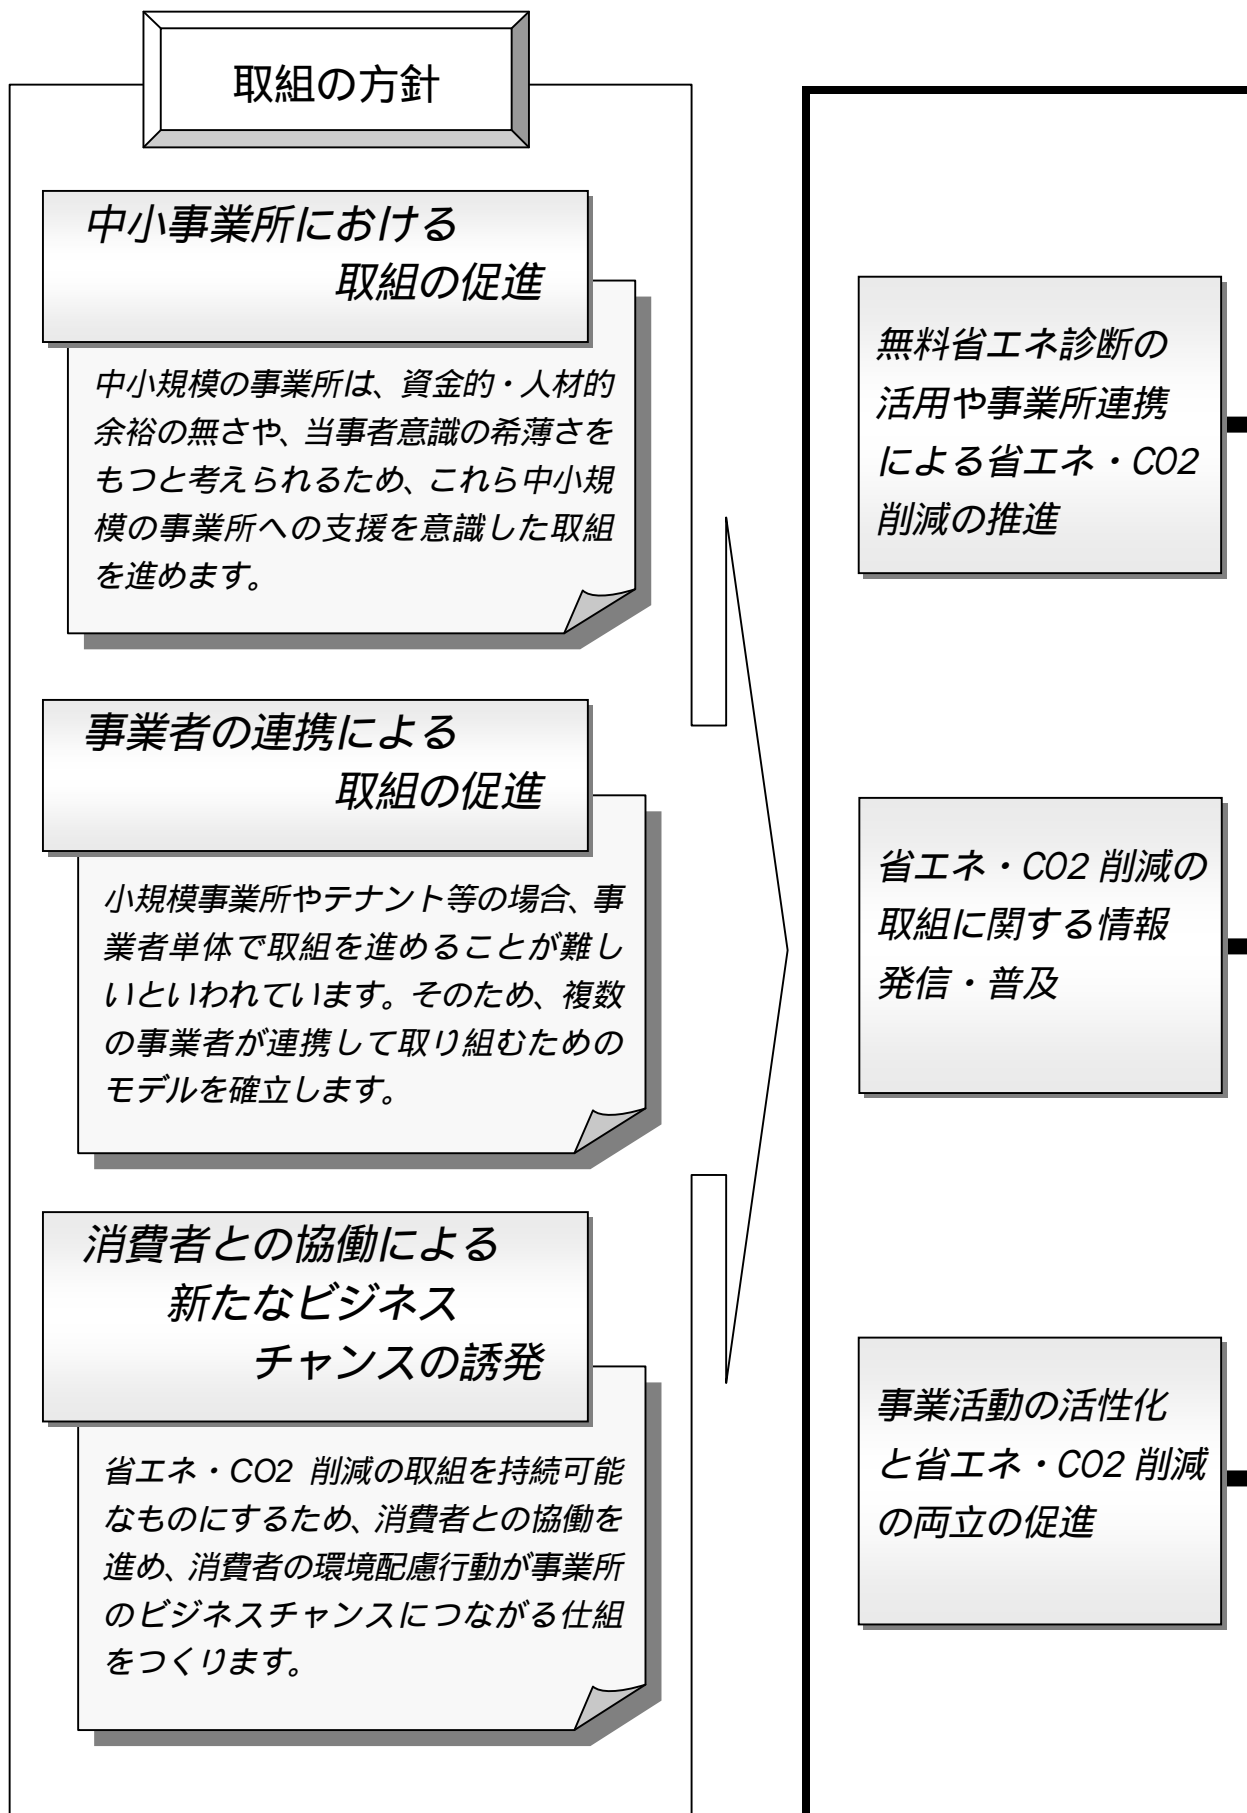 取組の方針
中小事業所における
取組の促進
中小規模の事業所は、資金的・人材的
余裕の無さや、当事者意識の希薄さを
もつと考えられるため、これら中小規
模の事業所への支援を意識した取組
を進めます。
事業者の連携による
取組の促進
小規模事業所やテナント等の場合、事
業者単体で取組を進めることが難し
いといわれています。そのため、複数
の事業者が連携して取り組むための
モデルを確立します。
消費者との協働による
新たなビジネス
チャンスの誘発
省エネ・CO2 削減の取組を持続可能
なものにするため、消費者との協働を
進め、消費者の環境配慮行動が事業所
のビジネスチャンスにつながる仕組
をつくります。
無料省エネ診断の
活用や事業所連携
による省エネ・CO2
削減の推進
省エネ・CO2 削減の
取組に関する情報
発信・普及
事業活動の活性化
と省エネ・CO2 削減
の両立の促進